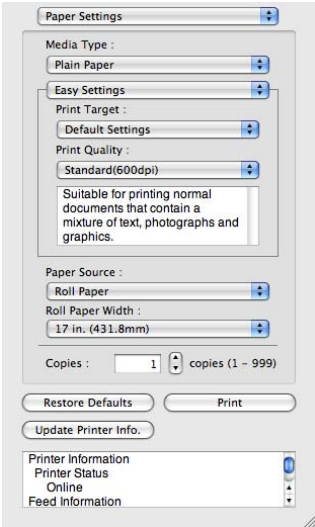 Paper Settings
Media Type :
Plain Paper
Easy Settings
Print Target :
Default Settings
Print Quality :
Standard(600dpi)
Suitable for printing normal
documents that contain a
mixture of text, photographs and
graphics.
Paper Source :
Roll Paper
Roll Paper Width :
17 in. (431.8mm)
Copies : 1 copies (1 - 999)
Restore Defaults Print
Update Printer Info.
Printer Information
Printer Status
Online
Feed Information